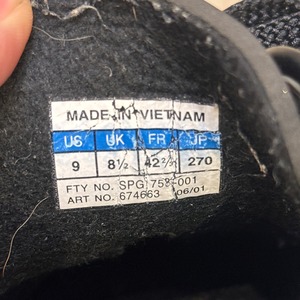 MADE IN VIETNAM
US UK FR JP
9 8½ 42⅔ 270
FTY NO. SPG 753-001
ART NO. 674663 06/01